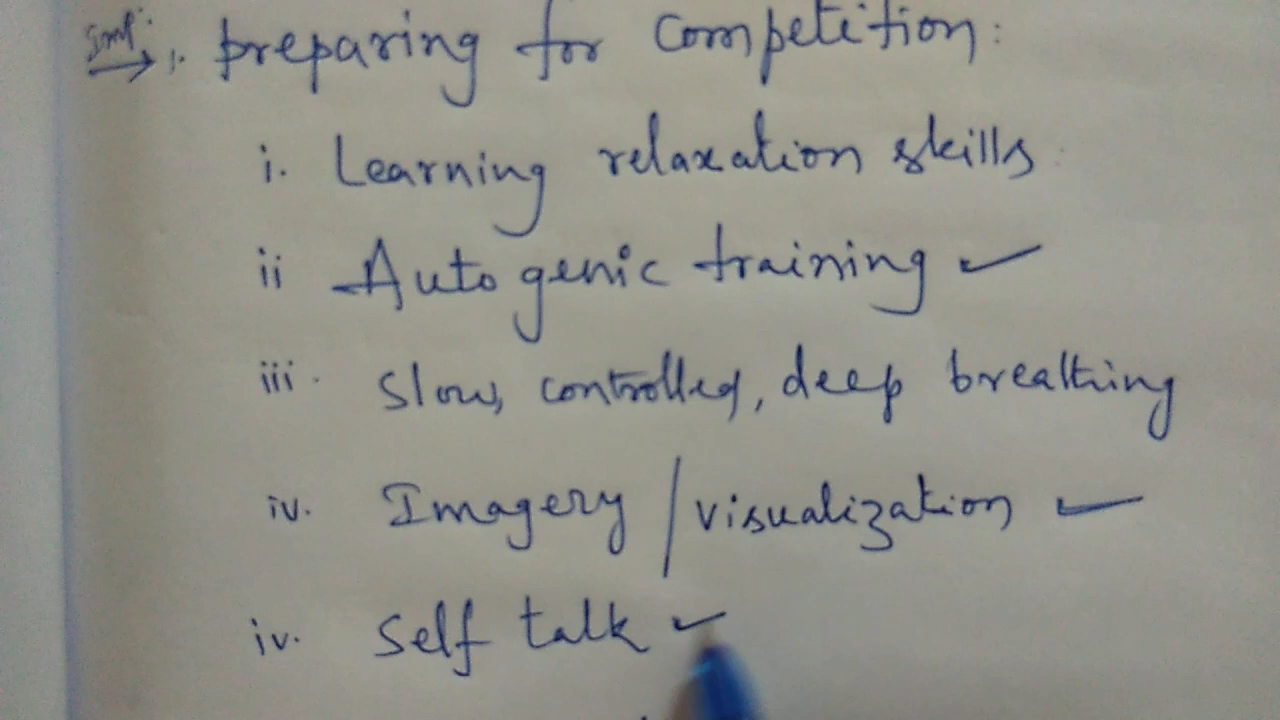 Imp. → 1. preparing for competition:
i. Learning relaxation skills
ii Autogenic training ✓
iii. Slow, controlled, deep breathing
iv. Imagery / visualization ✓
iv. Self talk ✓